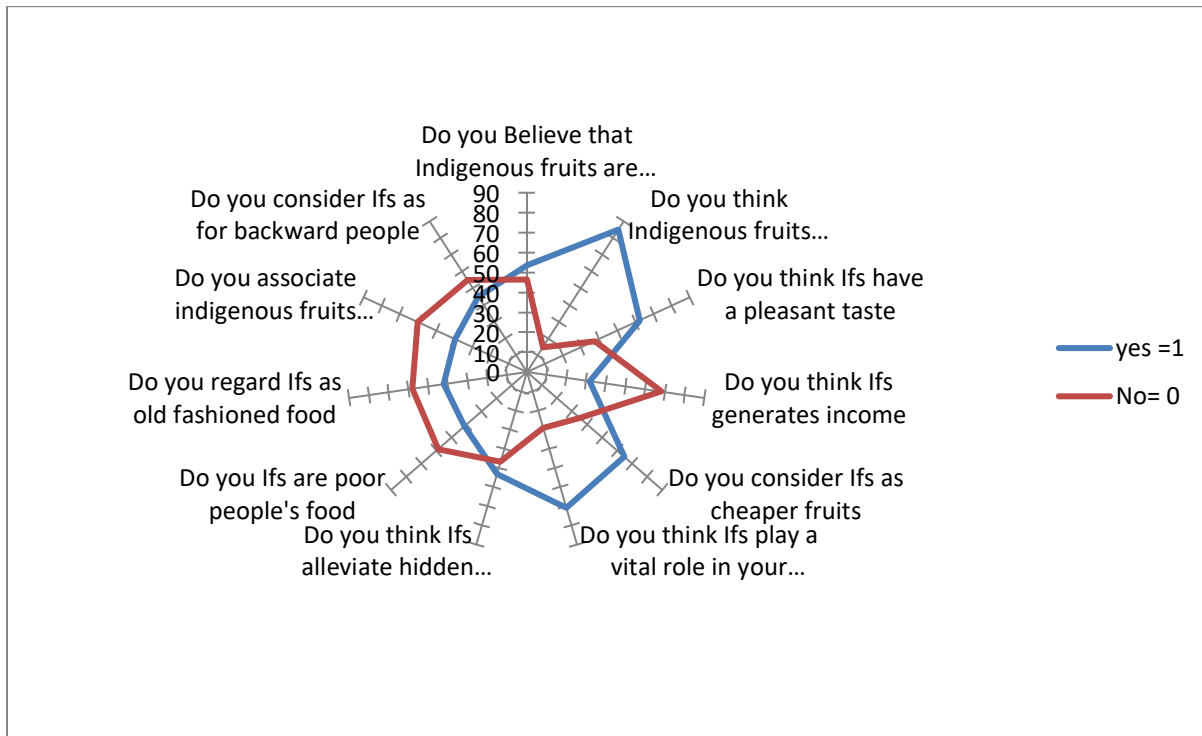 Do you Believe that
Indigenous fruits are…
Do you think
Indigenous fruits…
Do you think Ifs have
a pleasant taste
Do you think Ifs
generates income
Do you consider Ifs as
cheaper fruits
Do you think Ifs play a
vital role in your…
Do you think Ifs
alleviate hidden…
Do you Ifs are poor
people's food
Do you regard Ifs as
old fashioned food
Do you associate
indigenous fruits…
Do you consider Ifs as
for backward people
90
80
70
60
50
40
30
20
10
0
yes =1
No= 0